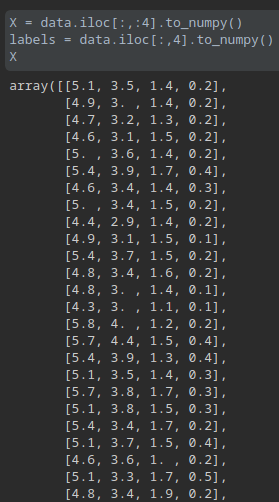 X = data.iloc[:,:4].to_numpy()
labels = data.iloc[:,4].to_numpy()
X
array([[5.1, 3.5, 1.4, 0.2],
[4.9, 3. , 1.4, 0.2],
[4.7, 3.2, 1.3, 0.2],
[4.6, 3.1, 1.5, 0.2],
[5. , 3.6, 1.4, 0.2],
[5.4, 3.9, 1.7, 0.4],
[4.6, 3.4, 1.4, 0.3],
[5. , 3.4, 1.5, 0.2],
[4.4, 2.9, 1.4, 0.2],
[4.9, 3.1, 1.5, 0.1],
[5.4, 3.7, 1.5, 0.2],
[4.8, 3.4, 1.6, 0.2],
[4.8, 3. , 1.4, 0.1],
[4.3, 3. , 1.1, 0.1],
[5.8, 4. , 1.2, 0.2],
[5.7, 4.4, 1.5, 0.4],
[5.4, 3.9, 1.3, 0.4],
[5.1, 3.5, 1.4, 0.3],
[5.7, 3.8, 1.7, 0.3],
[5.1, 3.8, 1.5, 0.3],
[5.4, 3.4, 1.7, 0.2],
[5.1, 3.7, 1.5, 0.4],
[4.6, 3.6, 1. , 0.2],
[5.1, 3.3, 1.7, 0.5],
[4.8, 3.4, 1.9, 0.2],